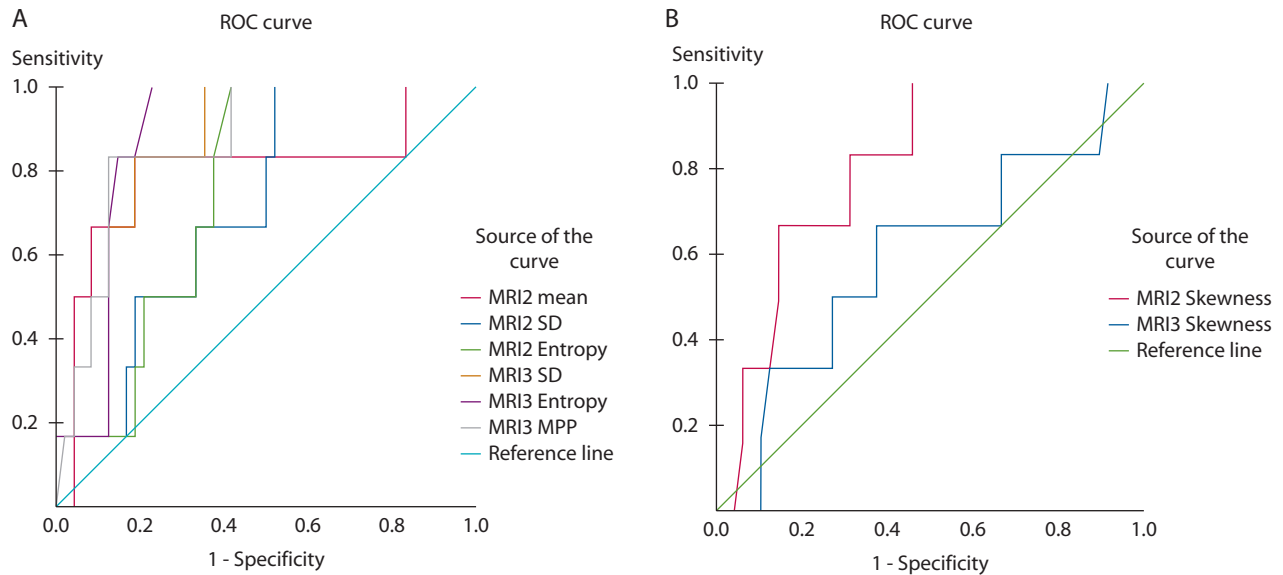 A
ROC curve
Sensitivity
1.0
0.8
0.6
0.4
0.2
0.0
0.2
0.4
0.6
0.8
1.0
1 - Specificity
Source of the
curve
MRI2 mean
MRI2 SD
MRI2 Entropy
MRI3 SD
MRI3 Entropy
MRI3 MPP
Reference line
B
ROC curve
Sensitivity
1.0
0.8
0.6
0.4
0.2
0.0
0.2
0.4
0.6
0.8
1.0
1 - Specificity
Source of the
curve
MRI2 Skewness
MRI3 Skewness
Reference line